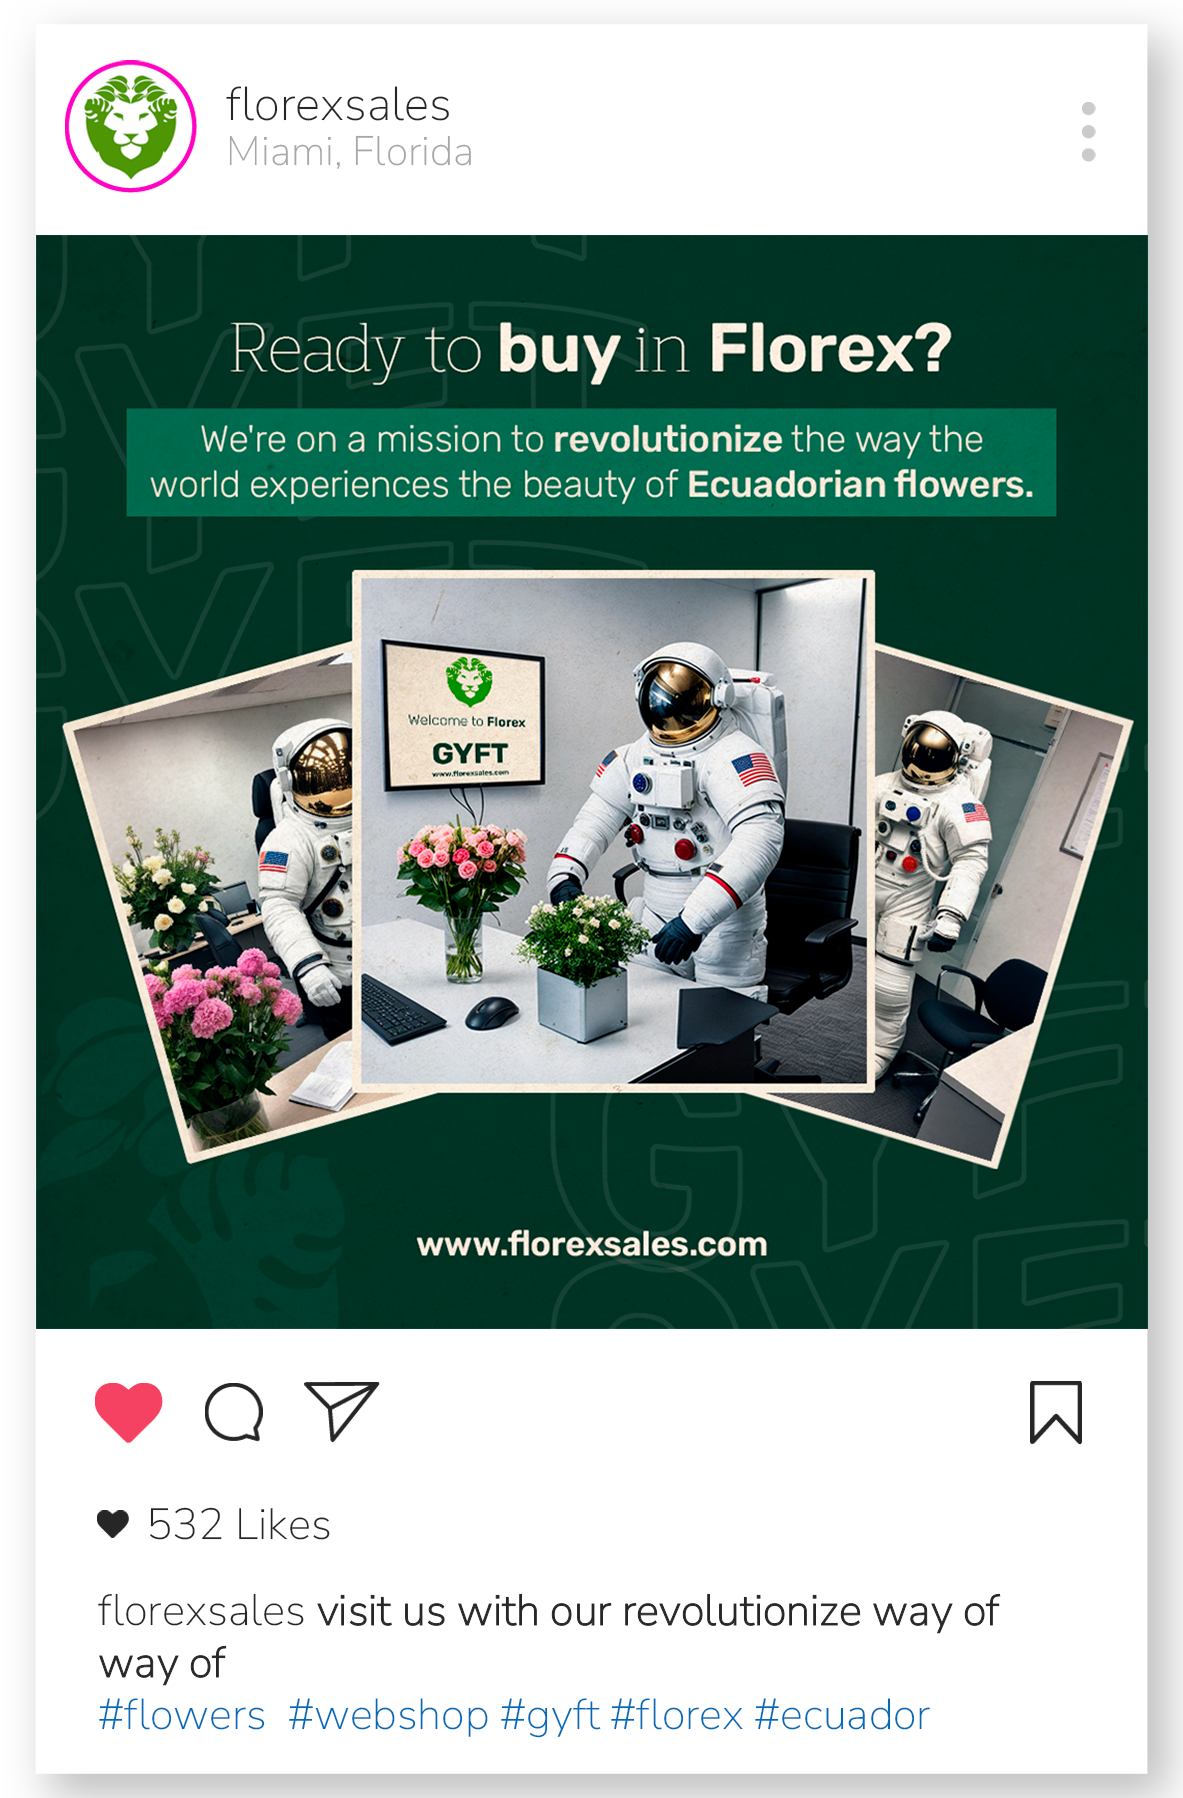 florexsales
Miami, Florida
Ready to buy in Florex?
We're on a mission to revolutionize the way the
world experiences the beauty of Ecuadorian flowers.
Welcome to Florex
GYFT
www.florexsales.com
GYFT
www.florexsales.com
532 Likes
florexsales visit us with our revolutionize way of
way of
#flowers #webshop #gyft #florex #ecuador